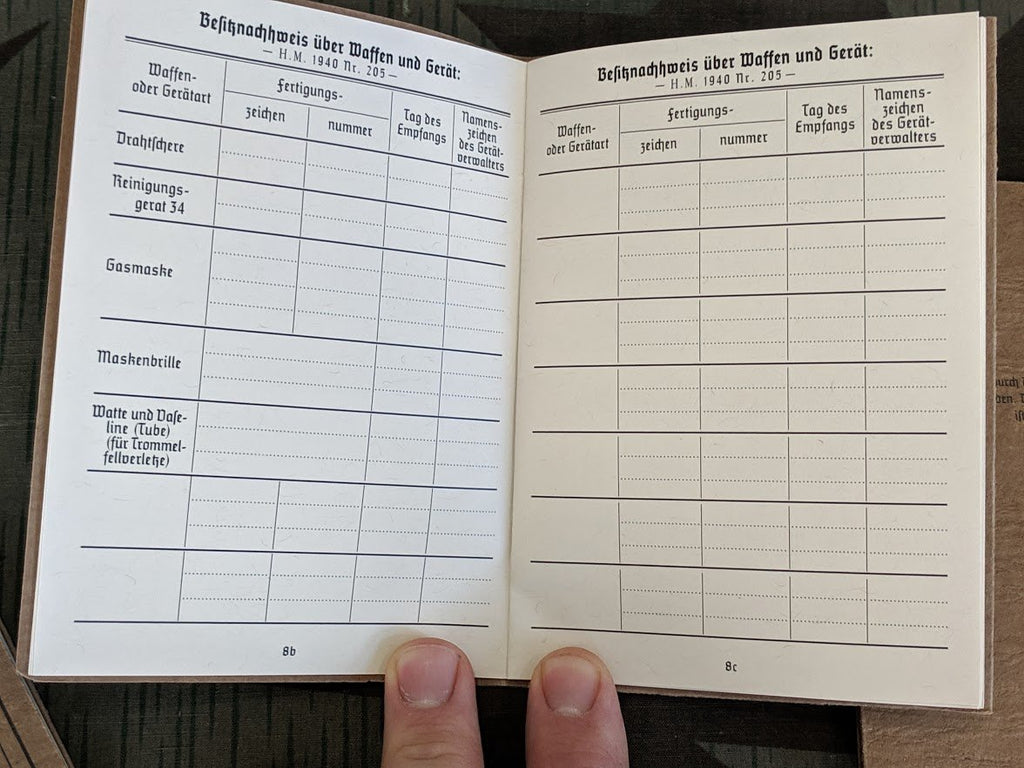 Besitznachweis über Waffen und Gerät:
— H.M. 1940 Nr. 205 —
Waffen-
oder Gerätart
Fertigungs-
zeichen
nummer
Tag des
Empfangs
Namens-
zeichen
des Gerät-
verwalters
Drahtschere
Reinigungs-
gerat 34
Gasmaske
Maskenbrille
Watte und Vase-
line (Tube)
(für Trommel-
fellverletze)
8b
Besitznachweis über Waffen und Gerät:
— H.M. 1940 Nr. 205 —
Waffen-
oder Gerätart
Fertigungs-
zeichen
nummer
Tag des
Empfangs
Namens-
zeichen
des Gerät-
verwalters
8c